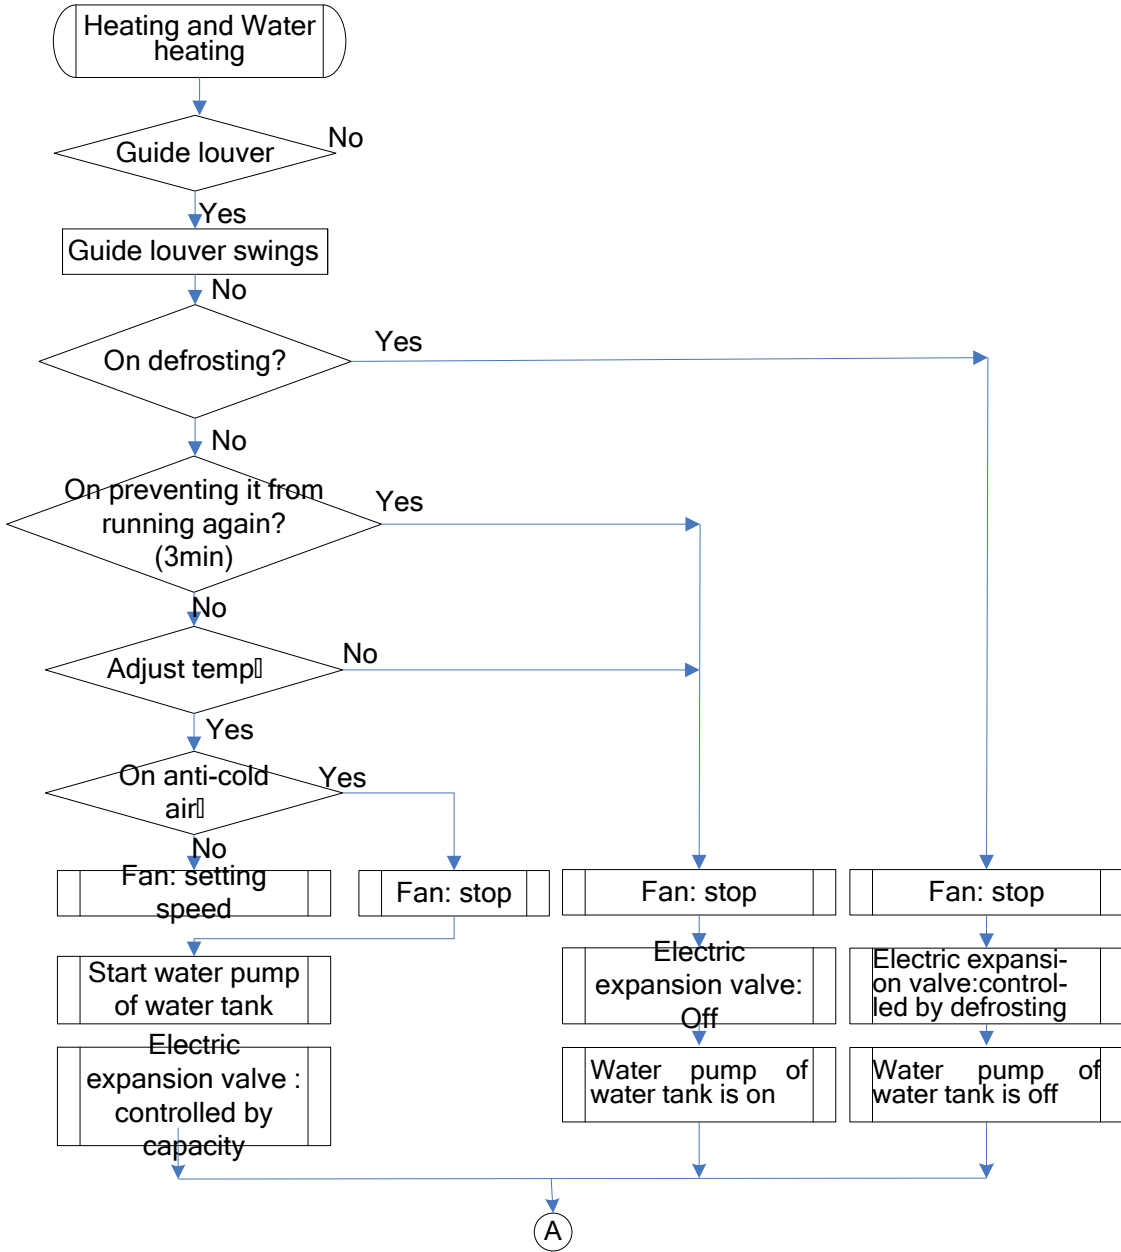 Heating and Water
heating
Guide louver
No
Yes
Guide louver swings
No
On defrosting?
Yes
No
On preventing it from
running again?
(3min)
Yes
No
Adjust temp
No
Yes
On anti-cold
air
Yes
No
Fan: setting
speed
Fan: stop
Fan: stop
Fan: stop
Start water pump
of water tank
Electric
expansion valve:
Off
Electric expansi-
on valve:control-
led by defrosting
Electric
expansion valve :
controlled by
capacity
Water pump of
water tank is on
Water pump of
water tank is off
A